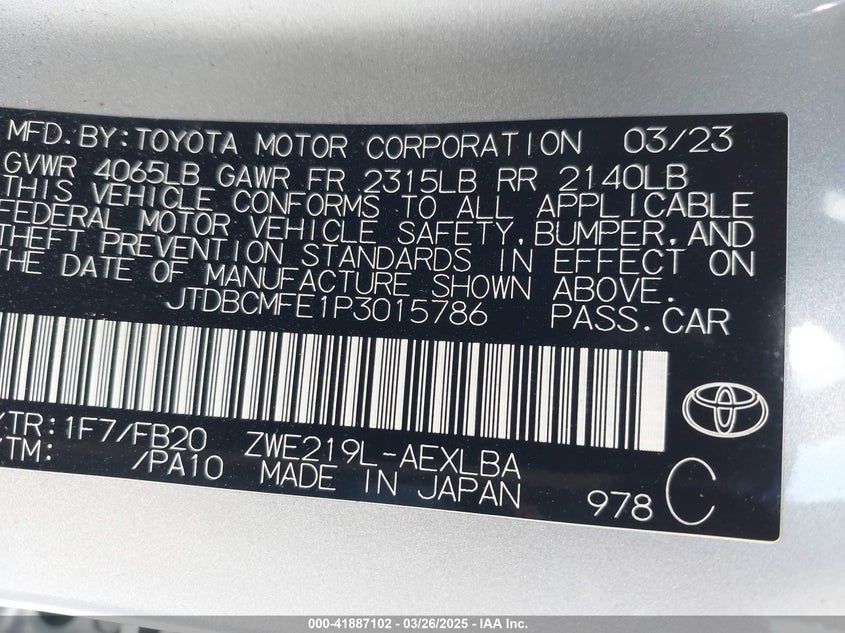 MFD. BY: TOYOTA MOTOR CORPORATION 03/23
GVWR 4065LB GAWR FR 2315LB RR 2140LB
THIS VEHICLE CONFORMS TO ALL APPLICABLE
FEDERAL MOTOR VEHICLE SAFETY, BUMPER, AND
THEFT PREVENTION STANDARDS IN EFFECT ON
THE DATE OF MANUFACTURE SHOWN ABOVE.
JTDBCMFE1P3015786 PASS. CAR
/TR: 1F7/FB20 ZWE219L-AEXLBA
/TM: /PA10 MADE IN JAPAN 978 C
000-41887102 - 03/26/2025 - IAA Inc.